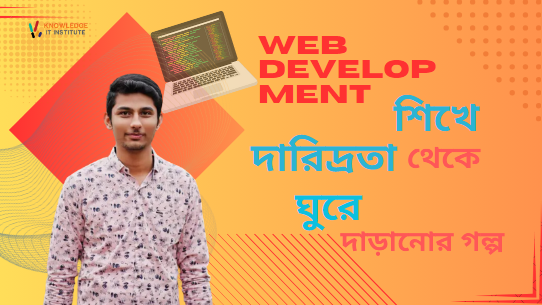 KNOWLEDGE
IT INSTITUTE
WEB
DEVELOP
MENT
শিখে
দারিদ্রতা থেকে
ঘুরে
দাড়ানোর গল্প